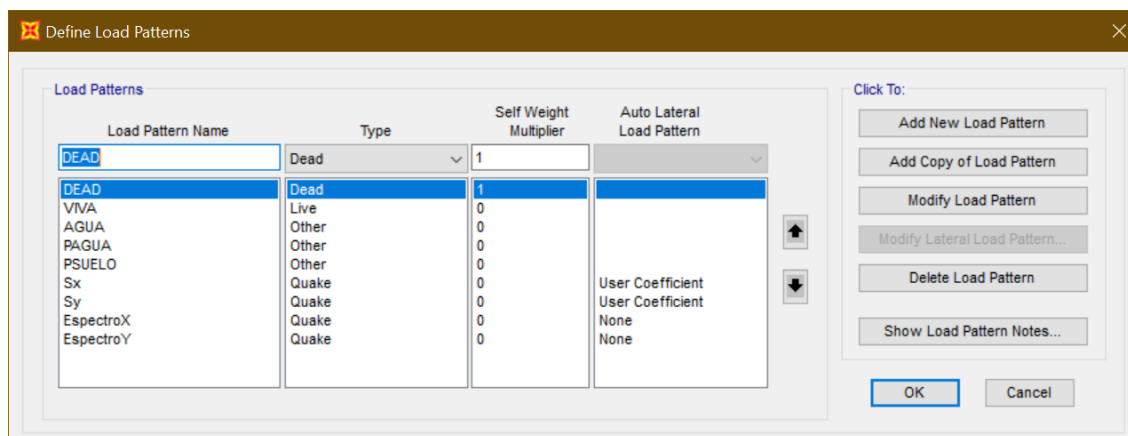 Define Load Patterns
Load Patterns
Click To:
Load Pattern Name Type Self Weight Multiplier Auto Lateral Load Pattern
DEAD Dead 1
DEAD Dead 1
VIVA Live 0
AGUA Other 0
PAGUA Other 0
PSUELO Other 0
Sx Quake 0 User Coefficient
Sy Quake 0 User Coefficient
EspectroX Quake 0 None
EspectroY Quake 0 None
Add New Load Pattern
Add Copy of Load Pattern
Modify Load Pattern
Modify Lateral Load Pattern...
Delete Load Pattern
Show Load Pattern Notes...
OK
Cancel